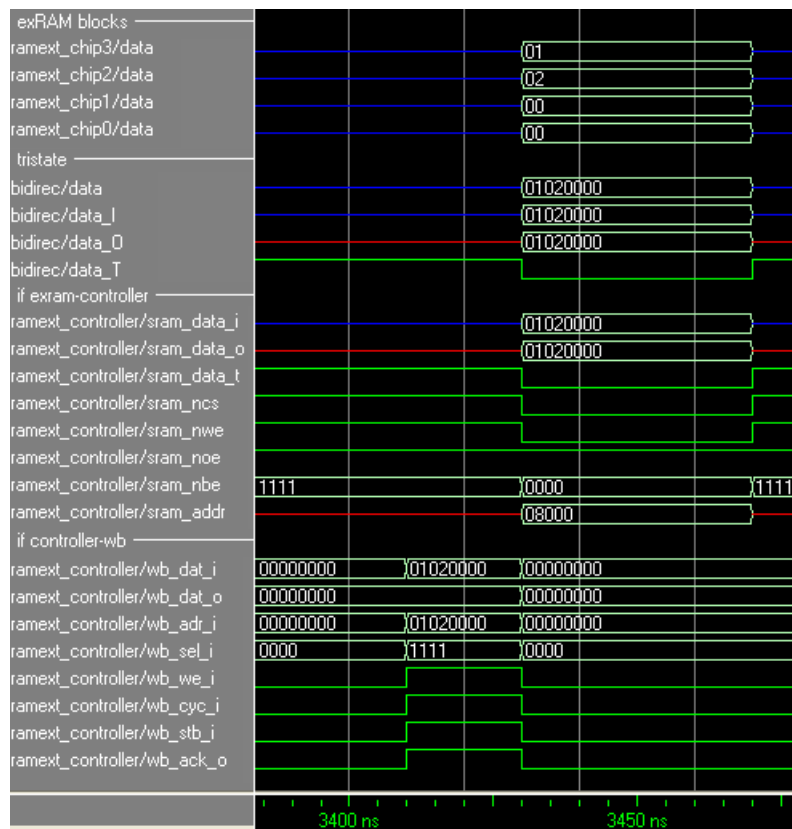 exRAM blocks
ramext_chip3/data 01
ramext_chip2/data 02
ramext_chip1/data 00
ramext_chip0/data 00
tristate
bidirec/data 01020000
bidirec/data_I 01020000
bidirec/data_O 01020000
bidirec/data_T
if exram-controller
ramext_controller/sram_data_i 01020000
ramext_controller/sram_data_o 01020000
ramext_controller/sram_data_t
ramext_controller/sram_ncs
ramext_controller/sram_nwe
ramext_controller/sram_noe
ramext_controller/sram_nbe 1111 0000 1111
ramext_controller/sram_addr 08000
if controller-wb
ramext_controller/wb_dat_i 00000000 01020000 00000000
ramext_controller/wb_dat_o 00000000 00000000
ramext_controller/wb_adr_i 00000000 01020000 00000000
ramext_controller/wb_sel_i 0000 1111 0000
ramext_controller/wb_we_i
ramext_controller/wb_cyc_i
ramext_controller/wb_stb_i
ramext_controller/wb_ack_o
3400 ns 3450 ns